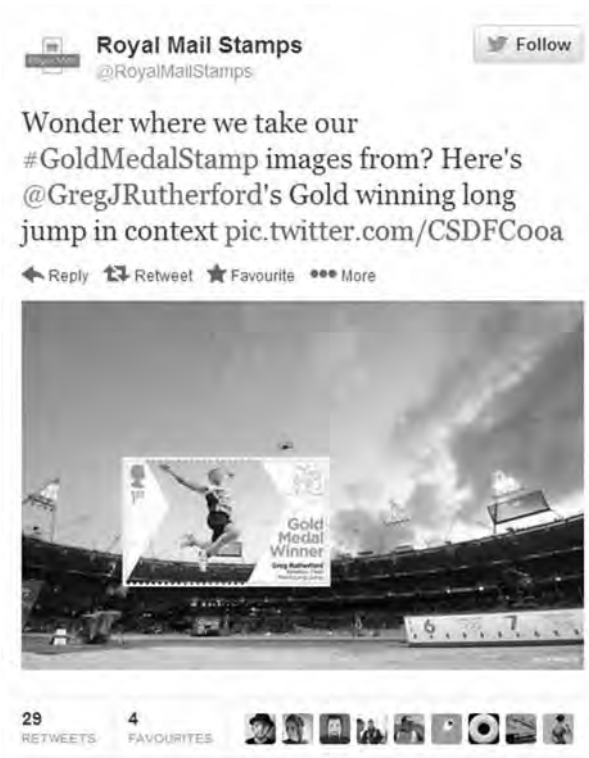 Royal Mail Stamps
@RoyalMailStamps
Follow
Wonder where we take our
#GoldMedalStamp images from? Here's
@GregJRutherford's Gold winning long
jump in context pic.twitter.com/CSDFC0oa
Reply Retweet Favourite More
1st
Gold
Medal
Winner
Greg Rutherford
6 7
29 4
RETWEETS FAVOURITES